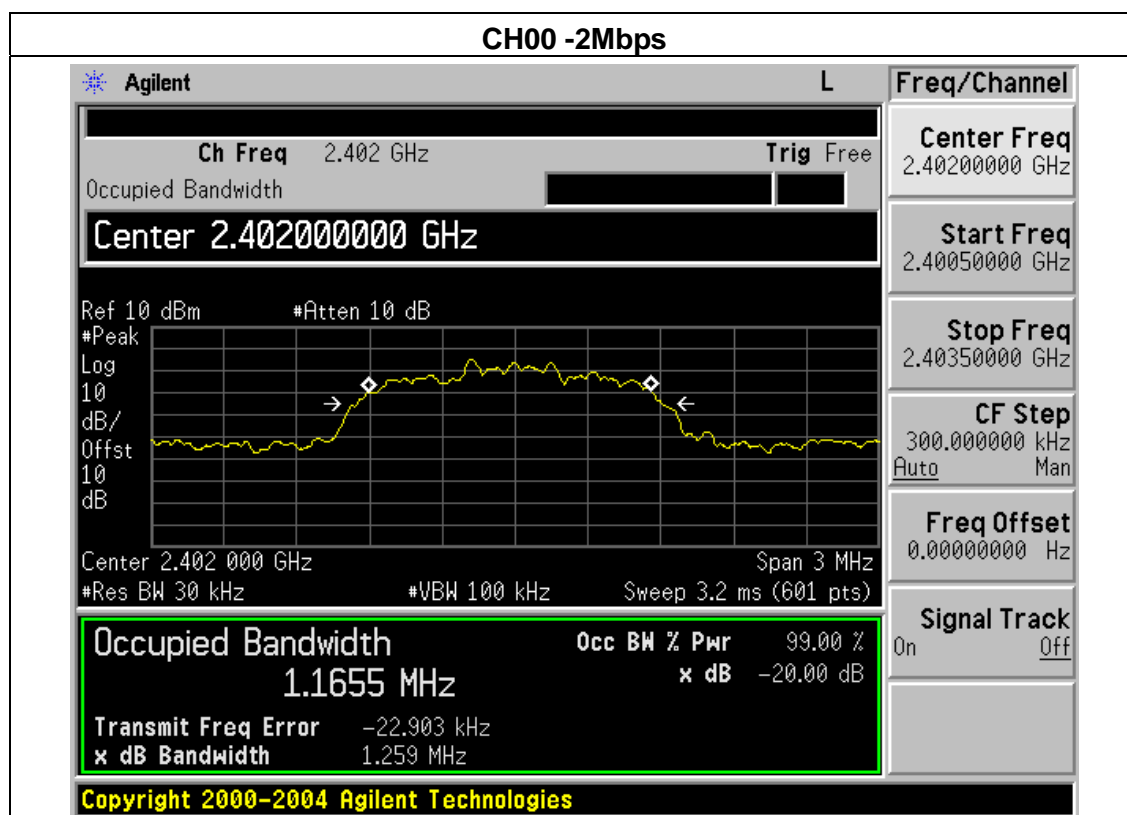 CH00 -2Mbps
Agilent L Freq/Channel
Ch Freq 2.402 GHz Trig Free
Occupied Bandwidth
Center 2.402000000 GHz
Ref 10 dBm #Atten 10 dB
#Peak
Log
10
dB/
Offst
10
dB
Center 2.402 000 GHz Span 3 MHz
#Res BW 30 kHz #VBW 100 kHz Sweep 3.2 ms (601 pts)
Occupied Bandwidth Occ BW % Pwr 99.00 %
1.1655 MHz x dB -20.00 dB
Transmit Freq Error -22.903 kHz
x dB Bandwidth 1.259 MHz
Copyright 2000-2004 Agilent Technologies
Center Freq
2.40200000 GHz
Start Freq
2.40050000 GHz
Stop Freq
2.40350000 GHz
CF Step
300.000000 kHz
Auto Man
Freq Offset
0.00000000 Hz
Signal Track
On Off